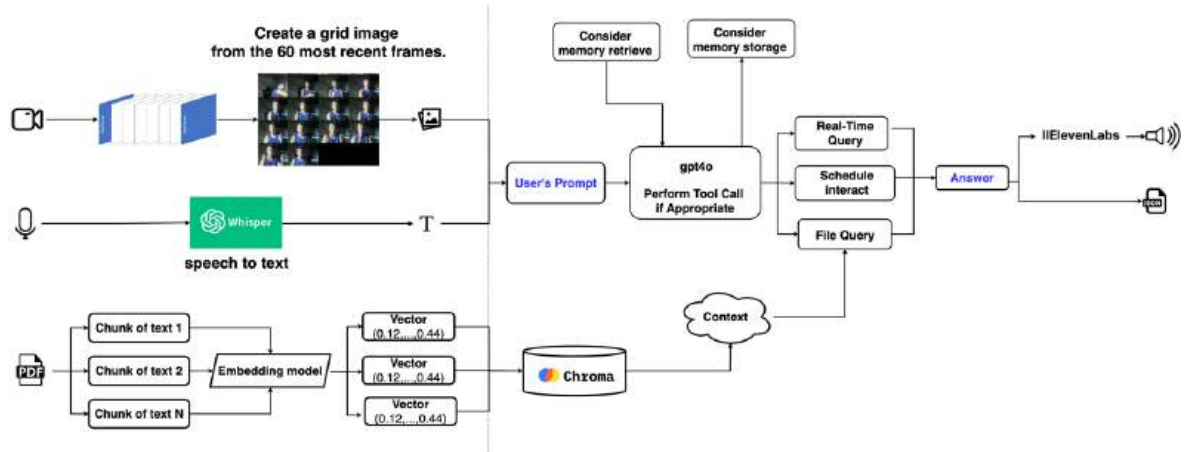 Create a grid image
from the 60 most recent frames.
Consider
memory retrieve
Consider
memory storage
Real-Time
Query
IIElevenLabs
User's Prompt
gpt4o
Perform Tool Call
if Appropriate
Schedule
interact
Answer
Whisper
T
File Query
speech to text
Chunk of text 1
Vector
(0.12,...,0.44)
Context
PDF
Chunk of text 2
Embedding model
Vector
(0.12,...,0.44)
Chroma
Chunk of text N
Vector
(0.12,...,0.44)